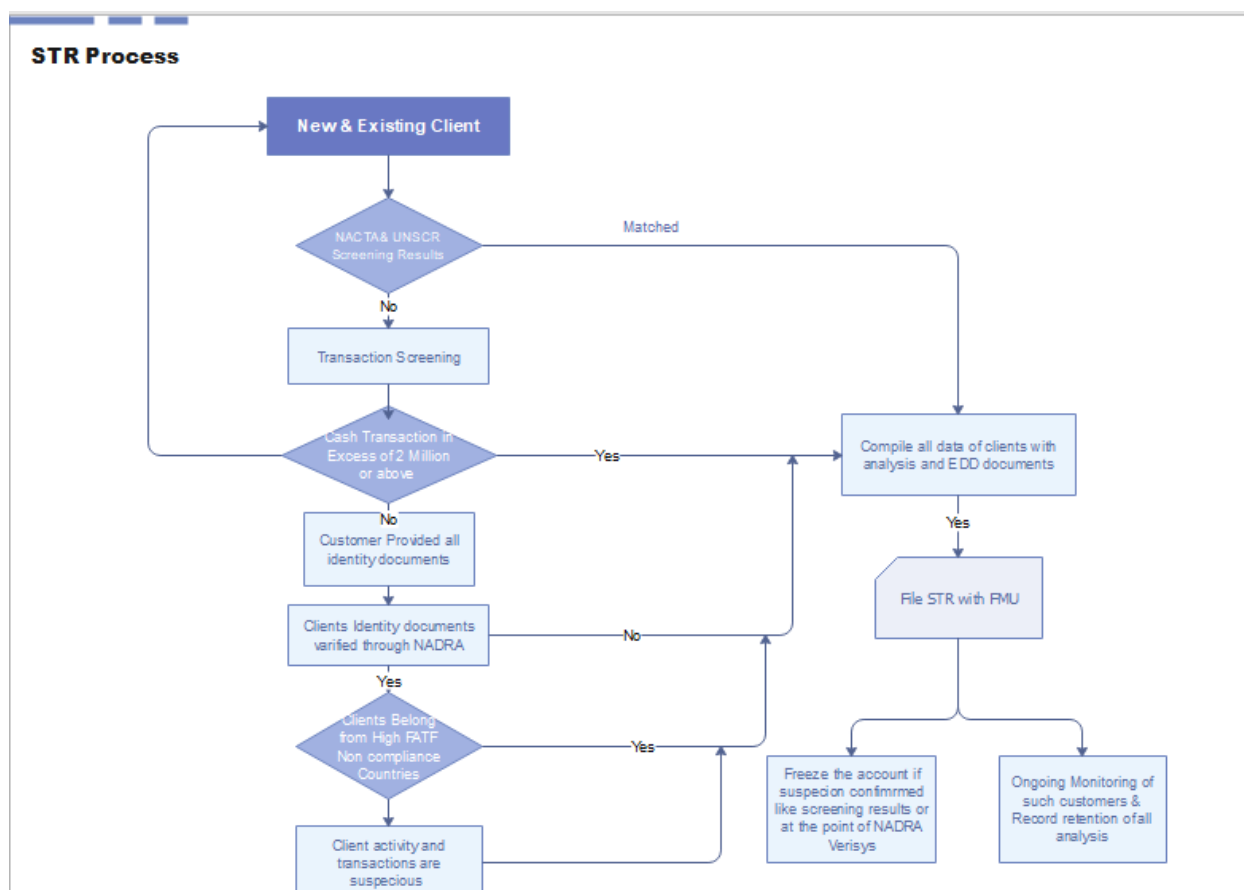 STR Process
New & Existing Client
NACTA& UNSCR
Screening Results
Matched
No
Transaction Screening
Cash Transaction in
Excess of 2 Million
or above
Yes
Compile all data of clients with
analysis and EDD documents
No
Customer Provided all
identity documents
Yes
File STR with FMU
Clients Identity documents
varified through NADRA
No
Yes
Clients Belong
from High FATF
Non compliance
Countries
Yes
Freeze the account if
suspecion confimrmed
like screening results or
at the point of NADRA
Verisys
Ongoing Monitoring of
such customers &
Record retention of all
analysis
Client activity and
transactions are
suspecious